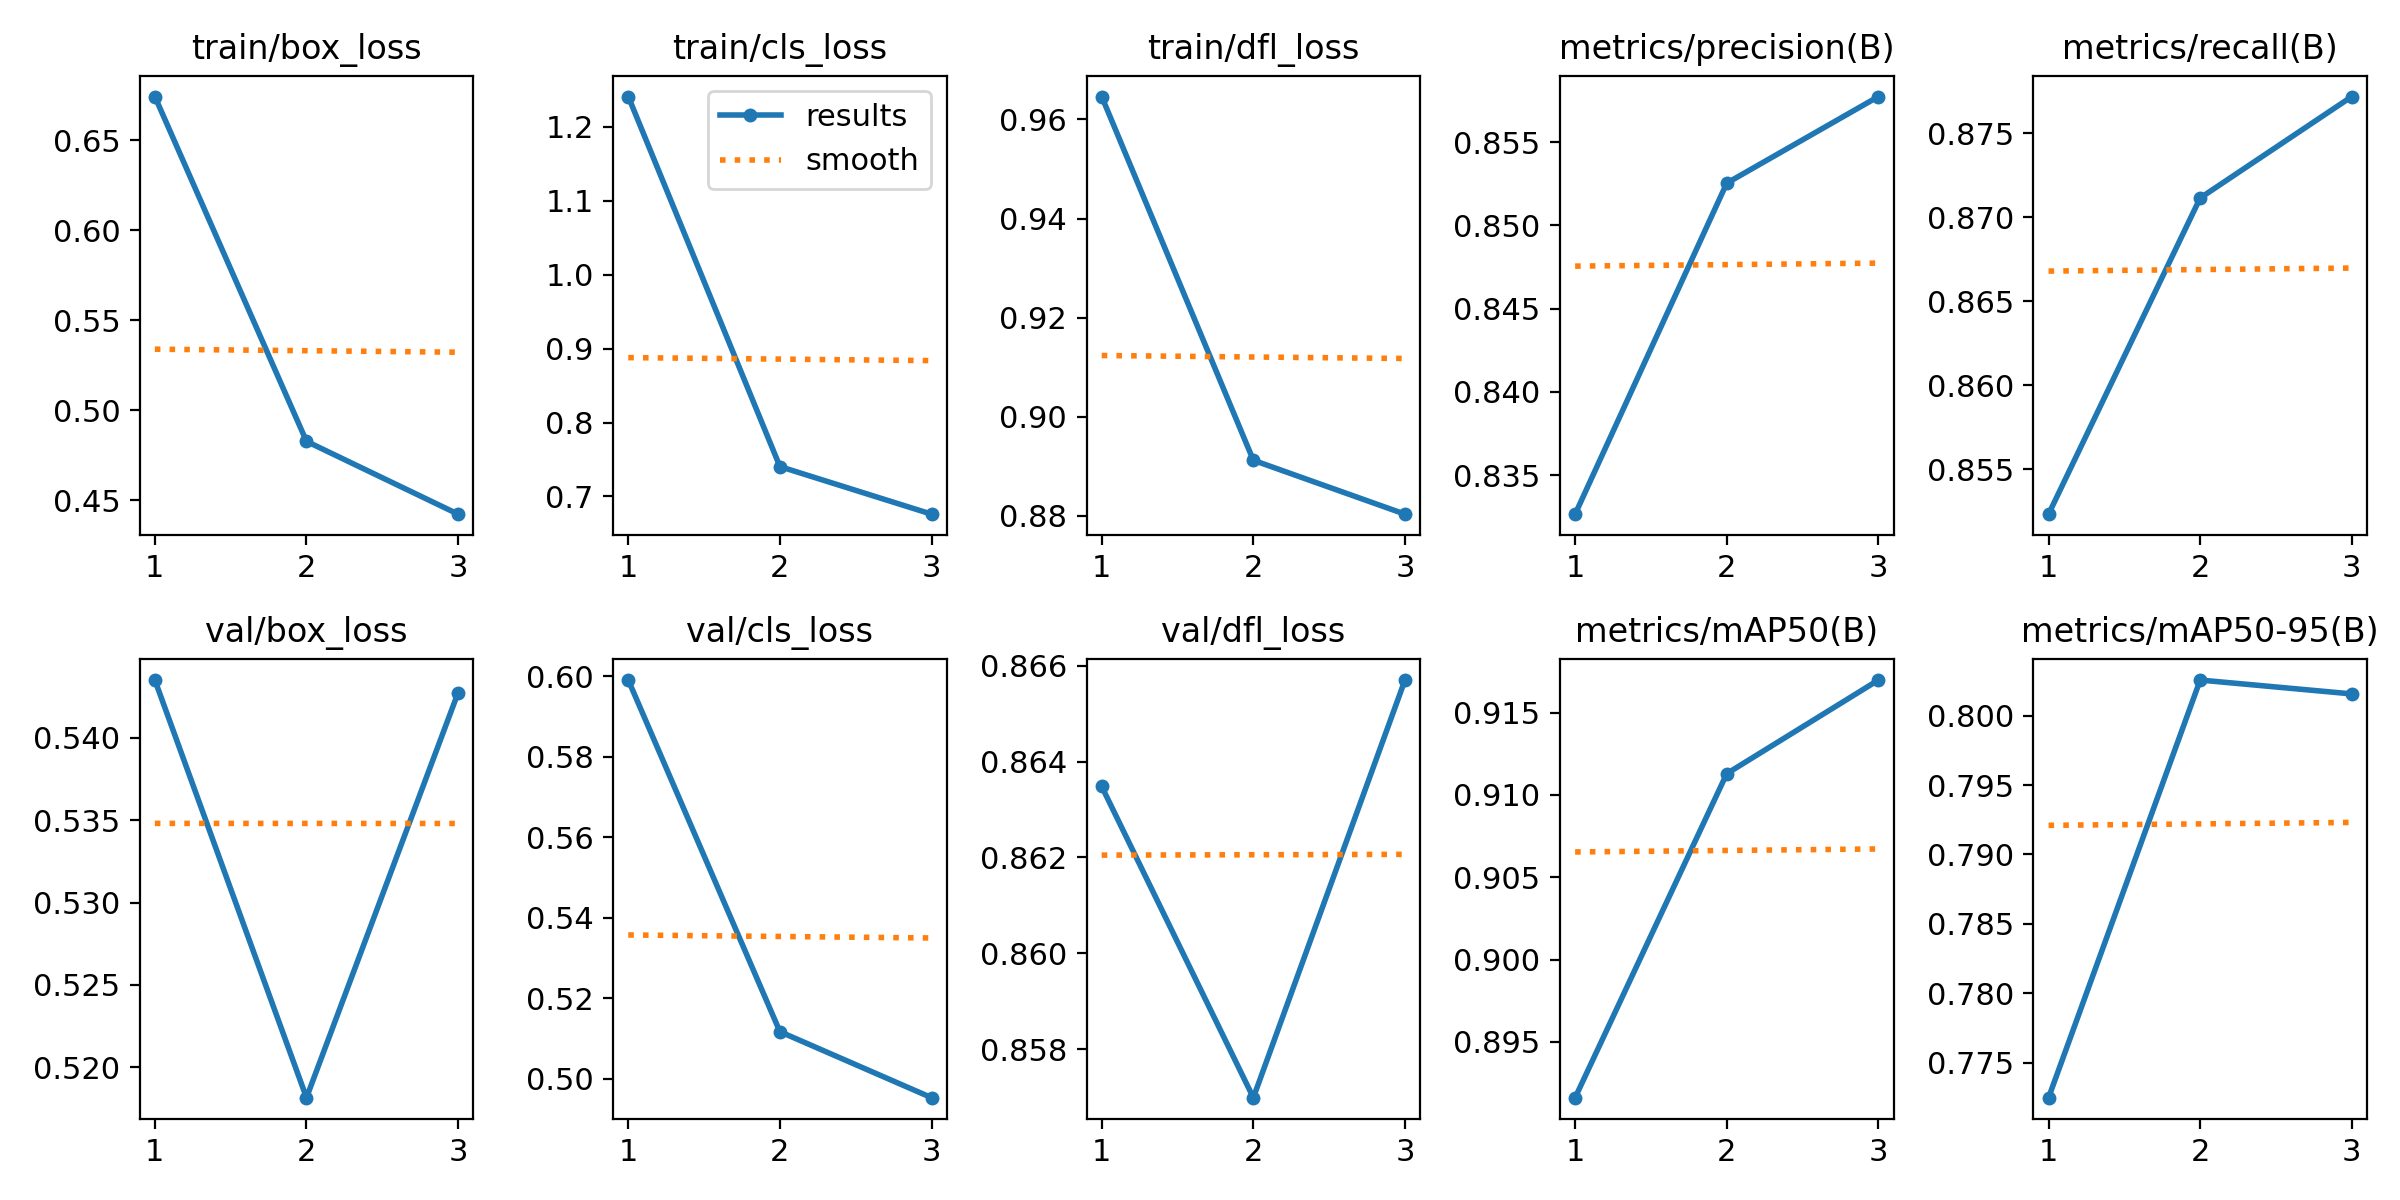 train/box_loss
0.65
0.60
0.55
0.50
0.45
1 2 3
train/cls_loss
results
smooth
1.2
1.1
1.0
0.9
0.8
0.7
1 2 3
train/dfl_loss
0.96
0.94
0.92
0.90
0.88
1 2 3
metrics/precision(B)
0.855
0.850
0.845
0.840
0.835
1 2 3
metrics/recall(B)
0.875
0.870
0.865
0.860
0.855
1 2 3
val/box_loss
0.540
0.535
0.530
0.525
0.520
1 2 3
val/cls_loss
0.60
0.58
0.56
0.54
0.52
0.50
1 2 3
val/dfl_loss
0.866
0.864
0.862
0.860
0.858
1 2 3
metrics/mAP50(B)
0.915
0.910
0.905
0.900
0.895
1 2 3
metrics/mAP50-95(B)
0.800
0.795
0.790
0.785
0.780
0.775
1 2 3